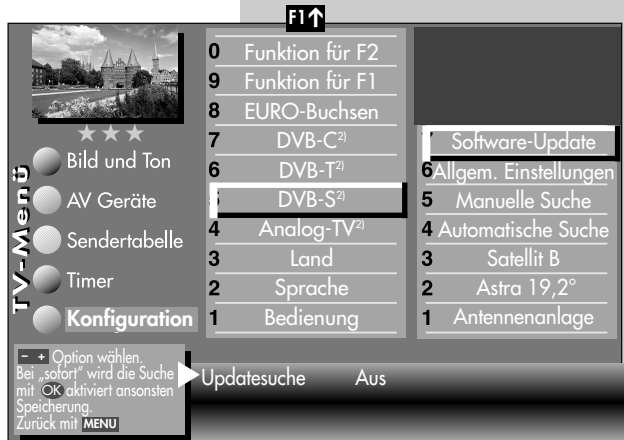 F1↑
TV-Menü
Bild und Ton
AV Geräte
Sendertabelle
Timer
Konfiguration
0 Funktion für F2
9 Funktion für F1
8 EURO-Buchsen
7 DVB-C²⁾
6 DVB-T²⁾
DVB-S²⁾
4 Analog-TV²⁾
3 Land
2 Sprache
1 Bedienung
Software-Update
6 Allgem. Einstellungen
5 Manuelle Suche
4 Automatische Suche
3 Satellit B
2 Astra 19,2°
1 Antennenanlage
- + Option wählen.
Bei „sofort" wird die Suche
mit OK aktiviert ansonsten
Speicherung.
Zurück mit MENU
Updatesuche Aus